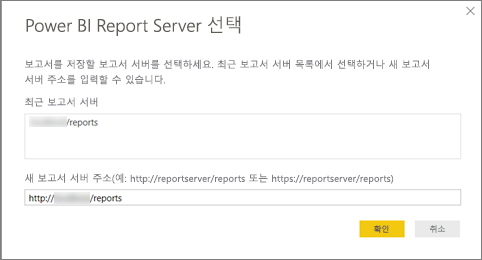 Power BI Report Server 선택
보고서를 저장할 보고서 서버를 선택하세요. 최근 보고서 서버 목록에서 선택하거나 새 보고서
서버 주소를 입력할 수 있습니다.
최근 보고서 서버
/reports
새 보고서 서버 주소(예: http://reportserver/reports 또는 https://reportserver/reports)
http:// /reports
확인 취소